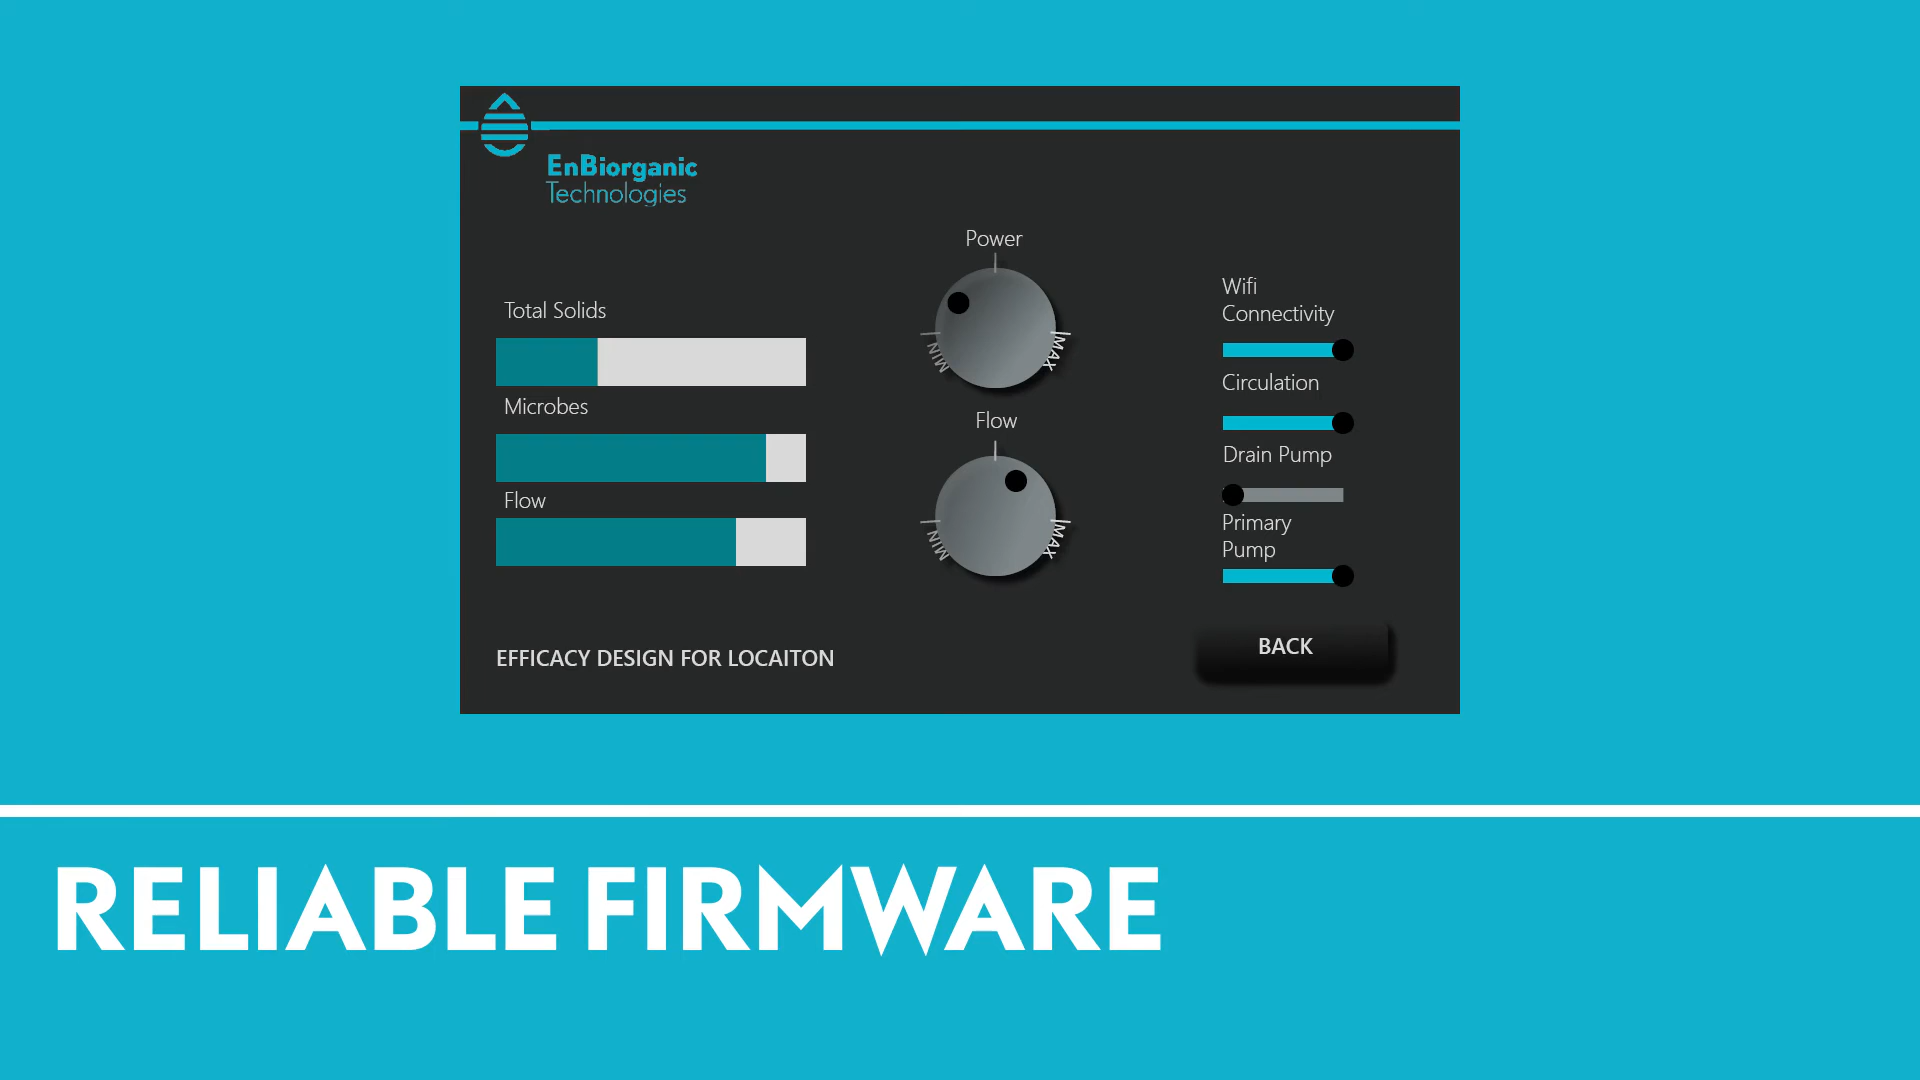 EnBiorganic
Technologies
Total Solids
Microbes
Flow
Power
MIN
MAX
Flow
MIN
MAX
Wifi
Connectivity
Circulation
Drain Pump
Primary
Pump
EFFICACY DESIGN FOR LOCAITON
BACK
RELIABLE FIRMWARE